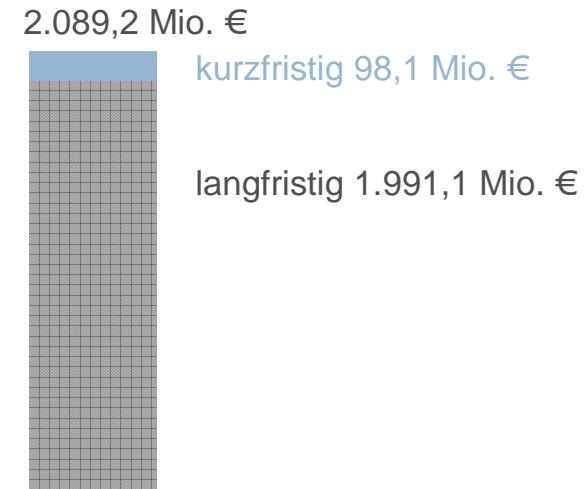 2.089,2 Mio. €
kurzfristig 98,1 Mio. €
langfristig 1.991,1 Mio. €